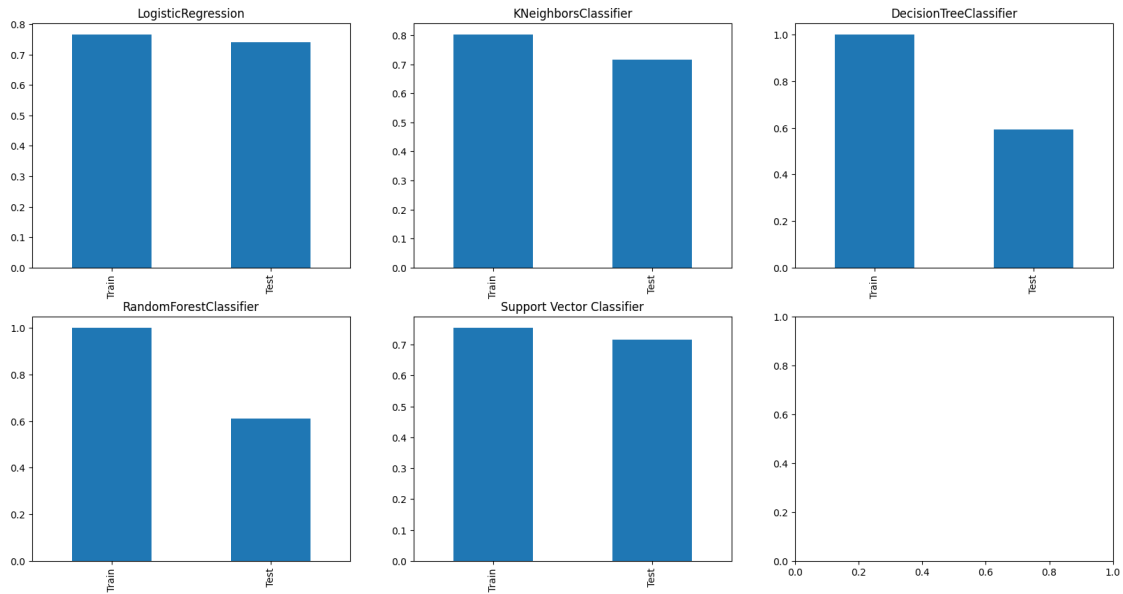 LogisticRegression
0.8
0.7
0.6
0.5
0.4
0.3
0.2
0.1
0.0
Train
Test
KNeighborsClassifier
0.8
0.7
0.6
0.5
0.4
0.3
0.2
0.1
0.0
Train
Test
DecisionTreeClassifier
1.0
0.8
0.6
0.4
0.2
0.0
Train
Test
RandomForestClassifier
1.0
0.8
0.6
0.4
0.2
0.0
Train
Test
Support Vector Classifier
0.7
0.6
0.5
0.4
0.3
0.2
0.1
0.0
Train
Test
1.0
0.8
0.6
0.4
0.2
0.0
0.0 0.2 0.4 0.6 0.8 1.0